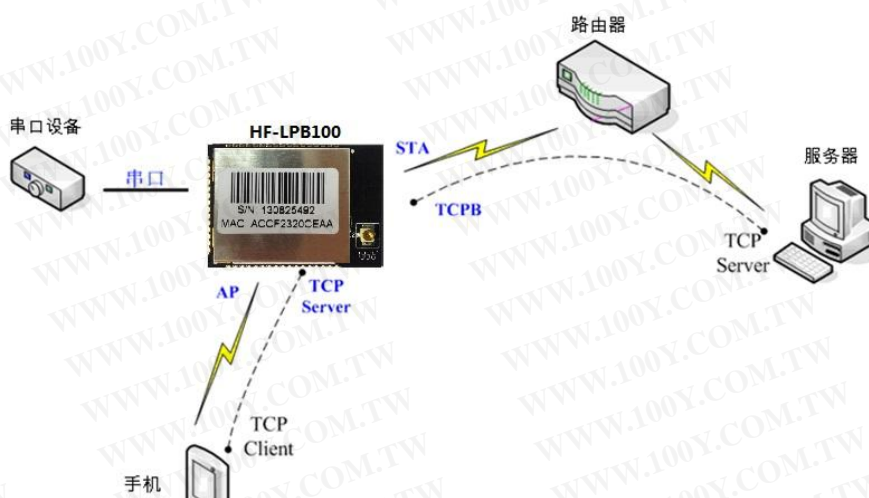 路由器
串口设备
HF-LPB100
STA
服务器
串口
S/N 130825492
MAC ACCF2320CEAA
TCPB
TCP
Server
AP
TCP
Server
TCP
Client
手机
WWW.100Y.COM.TW